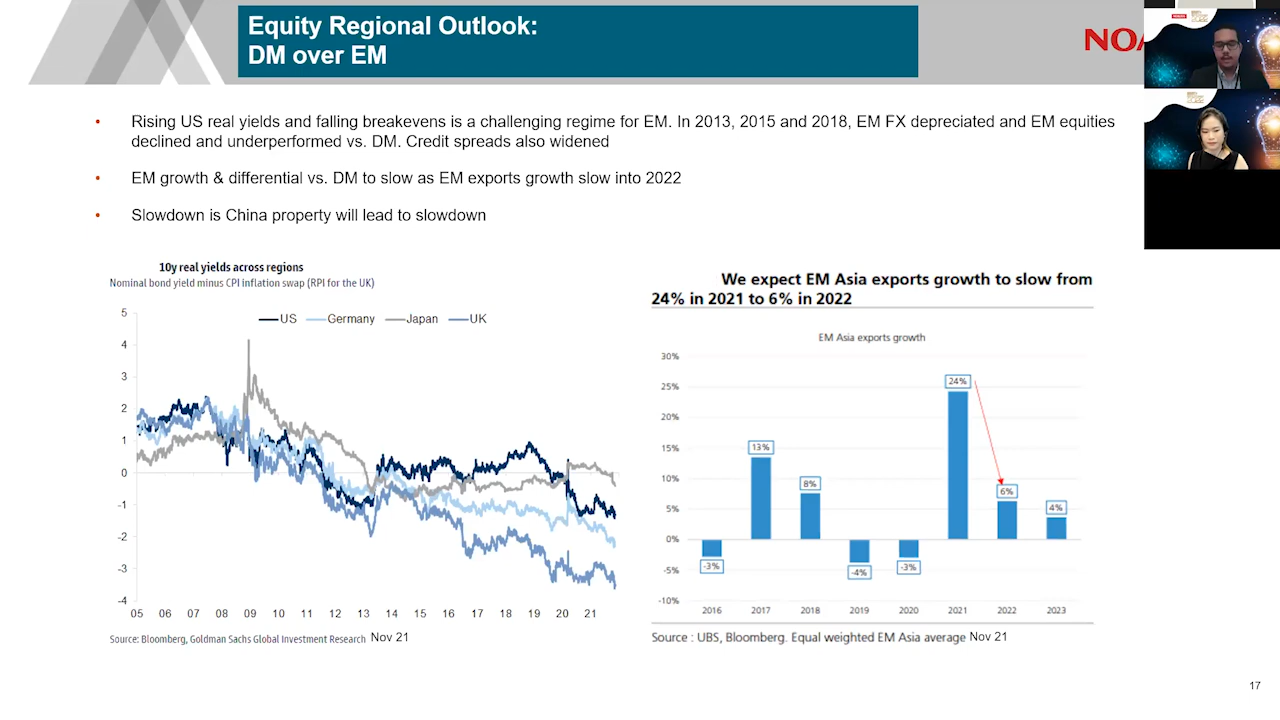 Equity Regional Outlook:
DM over EM
NOA
• Rising US real yields and falling breakevens is a challenging regime for EM. In 2013, 2015 and 2018, EM FX depreciated and EM equities
declined and underperformed vs. DM. Credit spreads also widened
• EM growth & differential vs. DM to slow as EM exports growth slow into 2022
• Slowdown is China property will lead to slowdown
10y real yields across regions
Nominal bond yield minus CPI inflation swap (RPI for the UK)
US Germany Japan UK
5
4
3
2
1
0
-1
-2
-3
-4
05 06 07 08 09 10 11 12 13 14 15 16 17 18 19 20 21
Source: Bloomberg, Goldman Sachs Global Investment Research Nov 21
We expect EM Asia exports growth to slow from
24% in 2021 to 6% in 2022
EM Asia exports growth
30%
25%
20%
15%
10%
5%
0%
-5%
-10%
-3%
13%
8%
-4%
-3%
24%
6%
4%
2016 2017 2018 2019 2020 2021 2022 2023
Source : UBS, Bloomberg. Equal weighted EM Asia average Nov 21
17